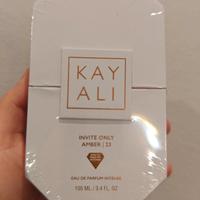 KAY
ALI
INVITE ONLY
AMBER | 23
EAU DE PARFUM INTENSE
100 ML / 3.4 FL. OZ